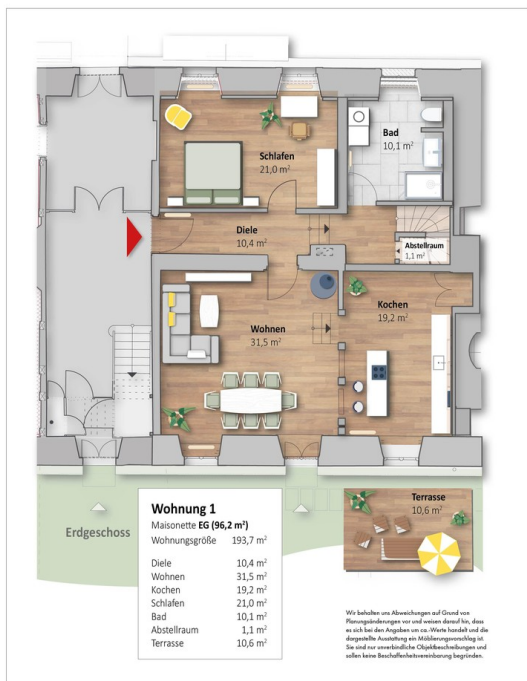 Bad
10,1 m²
Schlafen
21,0 m²
Diele
10,4 m²
Abstellraum
1,1 m²
Kochen
19,2 m²
Wohnen
31,5 m²
Terrasse
10,6 m²
Erdgeschoss
Wohnung 1
Maisonette EG (96,2 m²)
Wohnungsgröße 193,7 m²
Diele 10,4 m²
Wohnen 31,5 m²
Kochen 19,2 m²
Schlafen 21,0 m²
Bad 10,1 m²
Abstellraum 1,1 m²
Terrasse 10,6 m²
Wir behalten uns Abweichungen auf Grund von
Planungsänderungen vor und weisen darauf hin, dass
es sich bei den Angaben um ca.-Werte handelt und die
dargestellte Ausstattung ein Möblierungsvorschlag ist.
Sie sind nur unverbindliche Objektbeschreibungen und
sollen keine Beschaffenheitsvereinbarung begründen.